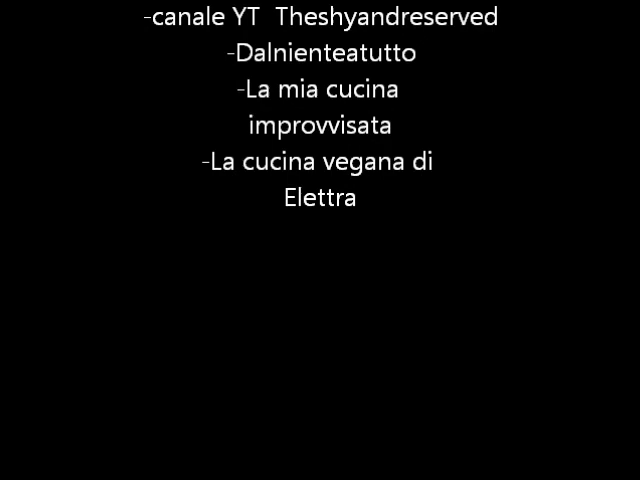 -canale YT  Theshyandreserved
-Dalnienteatutto
-La mia cucina
improvvisata
-La cucina vegana di
Elettra